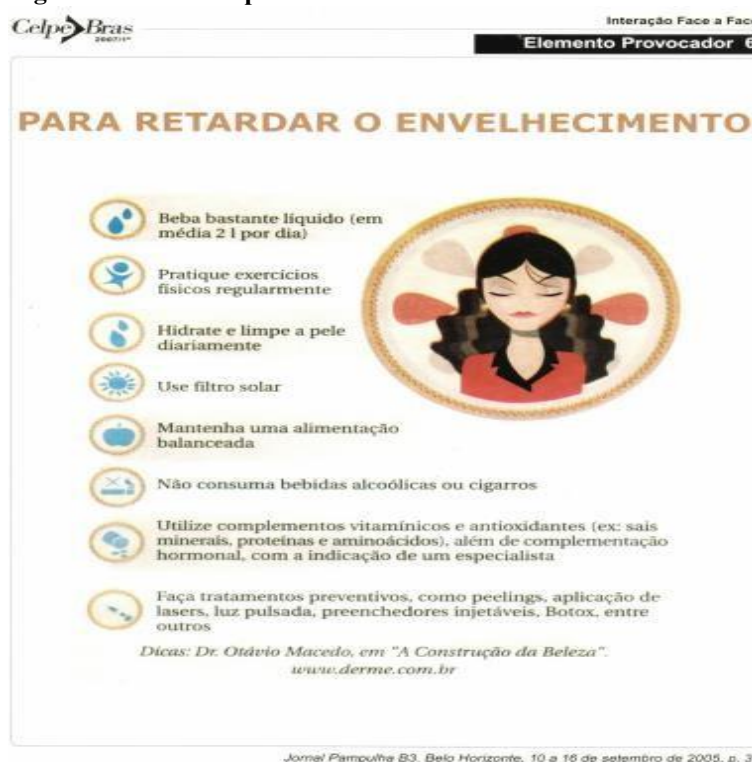 Celpe Bras
2007/1º
Interação Face a Face
Elemento Provocador 6
PARA RETARDAR O ENVELHECIMENTO
Beba bastante líquido (em
média 2 l por dia)
Pratique exercícios
físicos regularmente
Hidrate e limpe a pele
diariamente
Use filtro solar
Mantenha uma alimentação
balanceada
Não consuma bebidas alcoólicas ou cigarros
Utilize complementos vitamínicos e antioxidantes (ex: sais
minerais, proteínas e aminoácidos), além de complementação
hormonal, com a indicação de um especialista
Faça tratamentos preventivos, como peelings, aplicação de
lasers, luz pulsada, preenchedores injetáveis, Botox, entre
outros
Dicas: Dr. Otávio Macedo, em "A Construção da Beleza".
www.derme.com.br
Jornal Pampulha B3. Belo Horizonte, 10 a 16 de setembro de 2005, p. 3